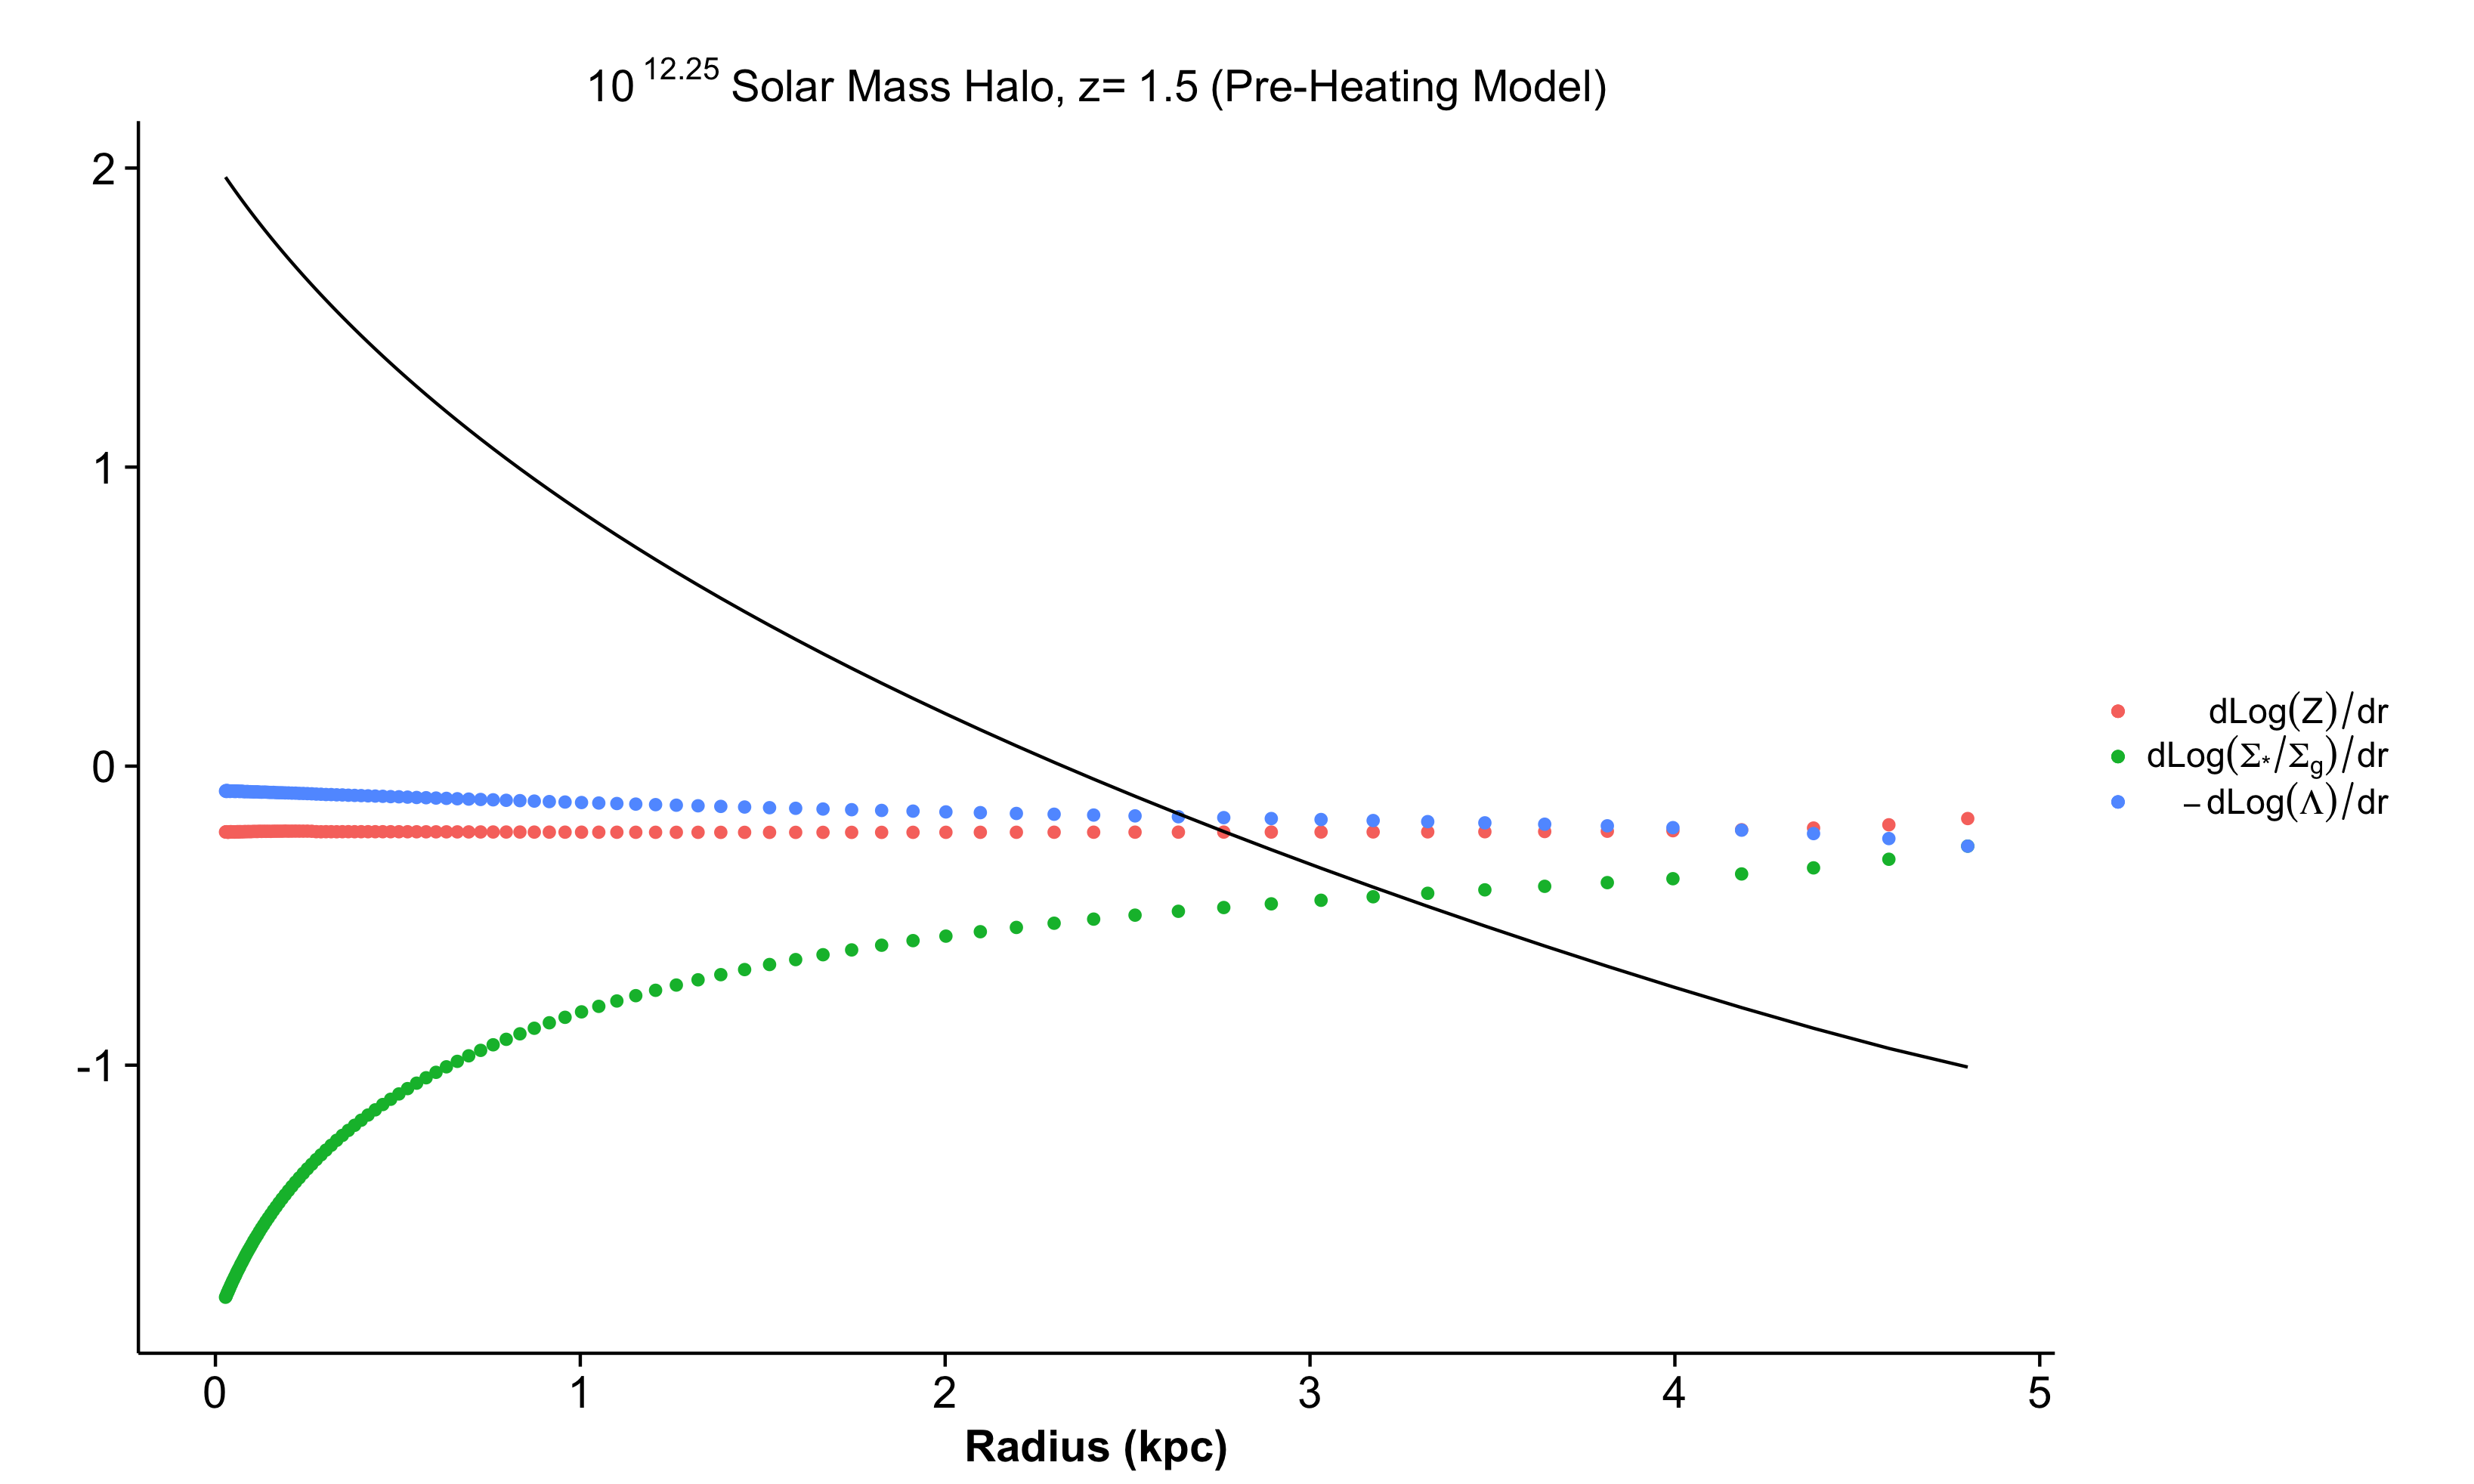 10 12.25 Solar Mass Halo, z= 1.5 (Pre-Heating Model)
2
1
0
-1
0 1 2 3 4 5
Radius (kpc)
dLog(Z)/dr
dLog(Σ*/Σg)/dr
– dLog(Λ)/dr